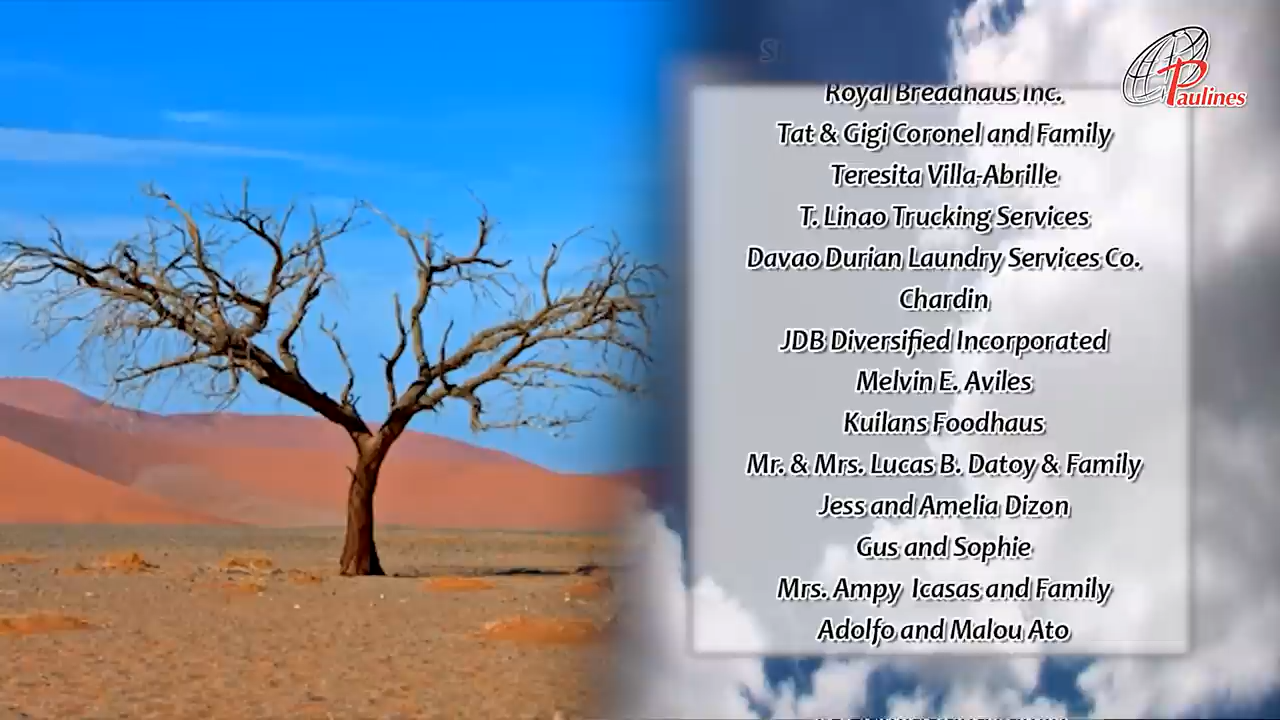 Paulines
Royal Breadhaus Inc.
Tat & Gigi Coronel and Family
Teresita Villa-Abrille
T. Linao Trucking Services
Davao Durian Laundry Services Co.
Chardin
JDB Diversified Incorporated
Melvin E. Aviles
Kuilans Foodhaus
Mr. & Mrs. Lucas B. Datoy & Family
Jess and Amelia Dizon
Gus and Sophie
Mrs. Ampy Icasas and Family
Adolfo and Malou Ato